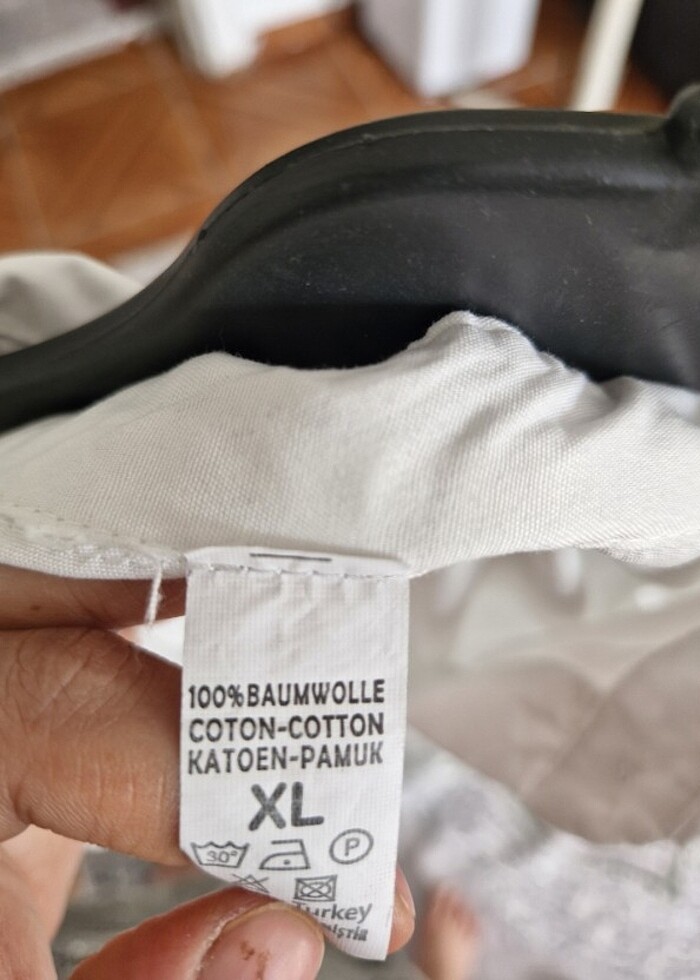 100%BAUMWOLLE
COTON-COTTON
KATOEN-PAMUK
XL
30° P
Turkey